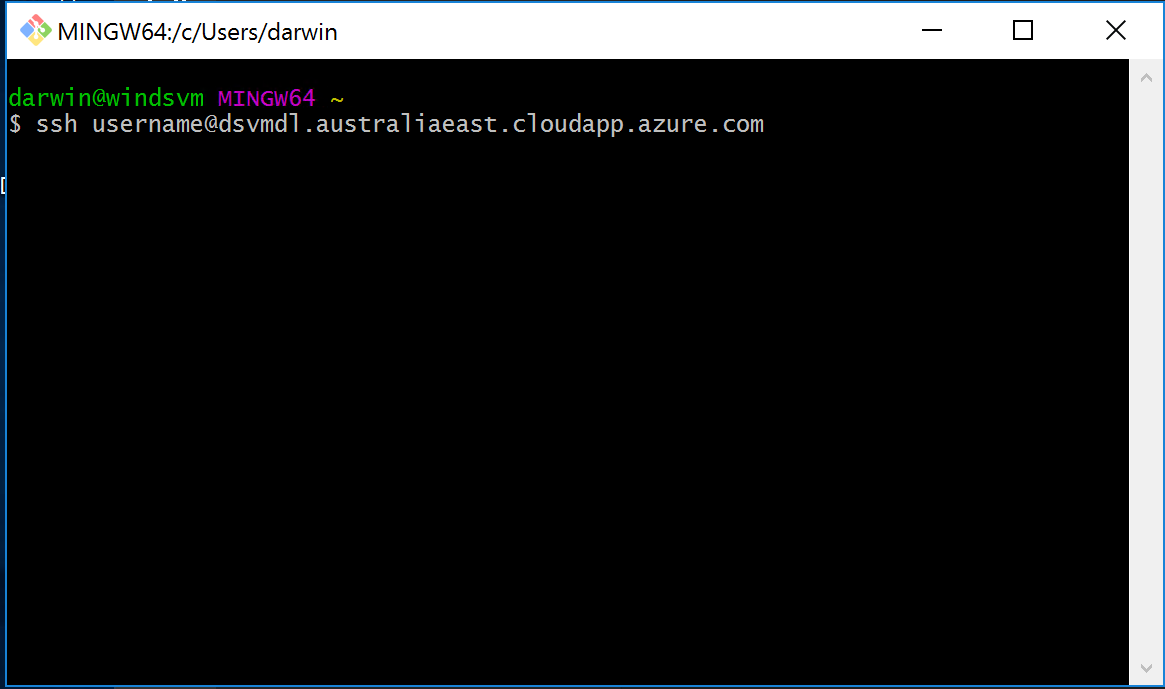 MINGW64:/c/Users/darwin
darwin@windsvm MINGW64 ~
$ ssh username@dsvmdl.australiaeast.cloudapp.azure.com